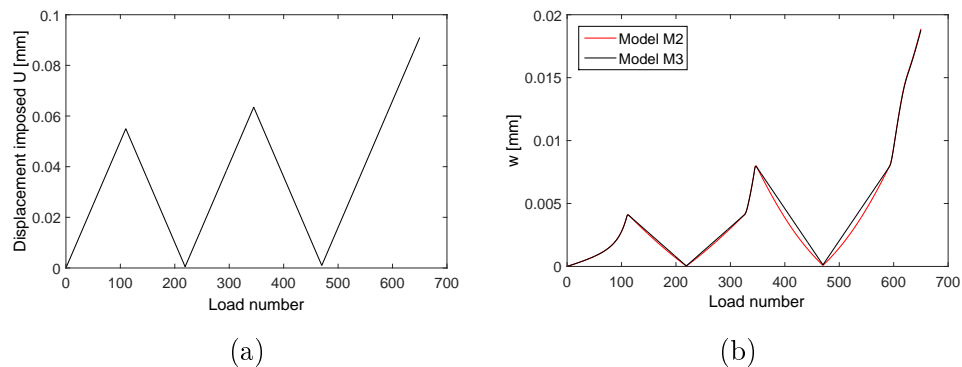 Displacement imposed U [mm]
0.1
0.08
0.06
0.04
0.02
0
0 100 200 300 400 500 600 700
Load number
(a)
w [mm]
0.02
0.015
0.01
0.005
0
Model M2
Model M3
0 100 200 300 400 500 600 700
Load number
(b)